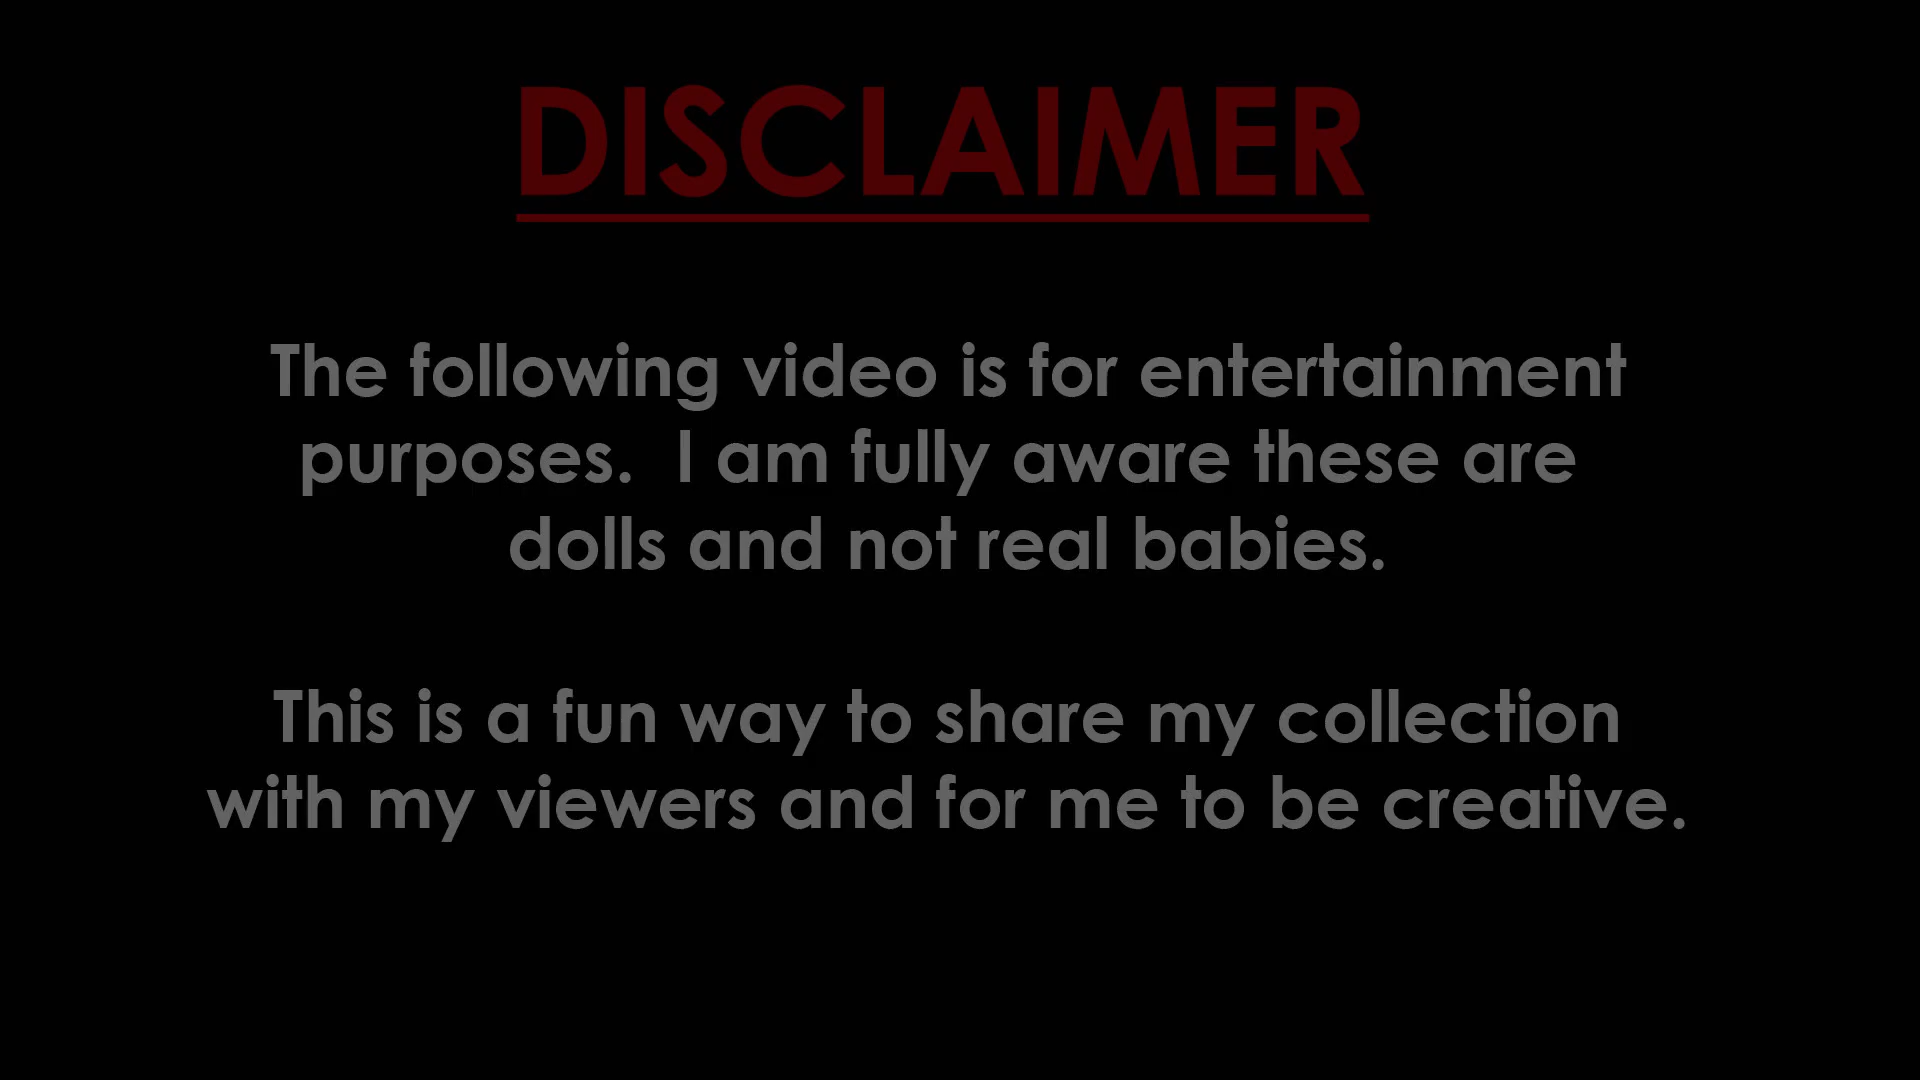 DISCLAIMER
The following video is for entertainment
purposes.  I am fully aware these are
dolls and not real babies.
This is a fun way to share my collection
with my viewers and for me to be creative.